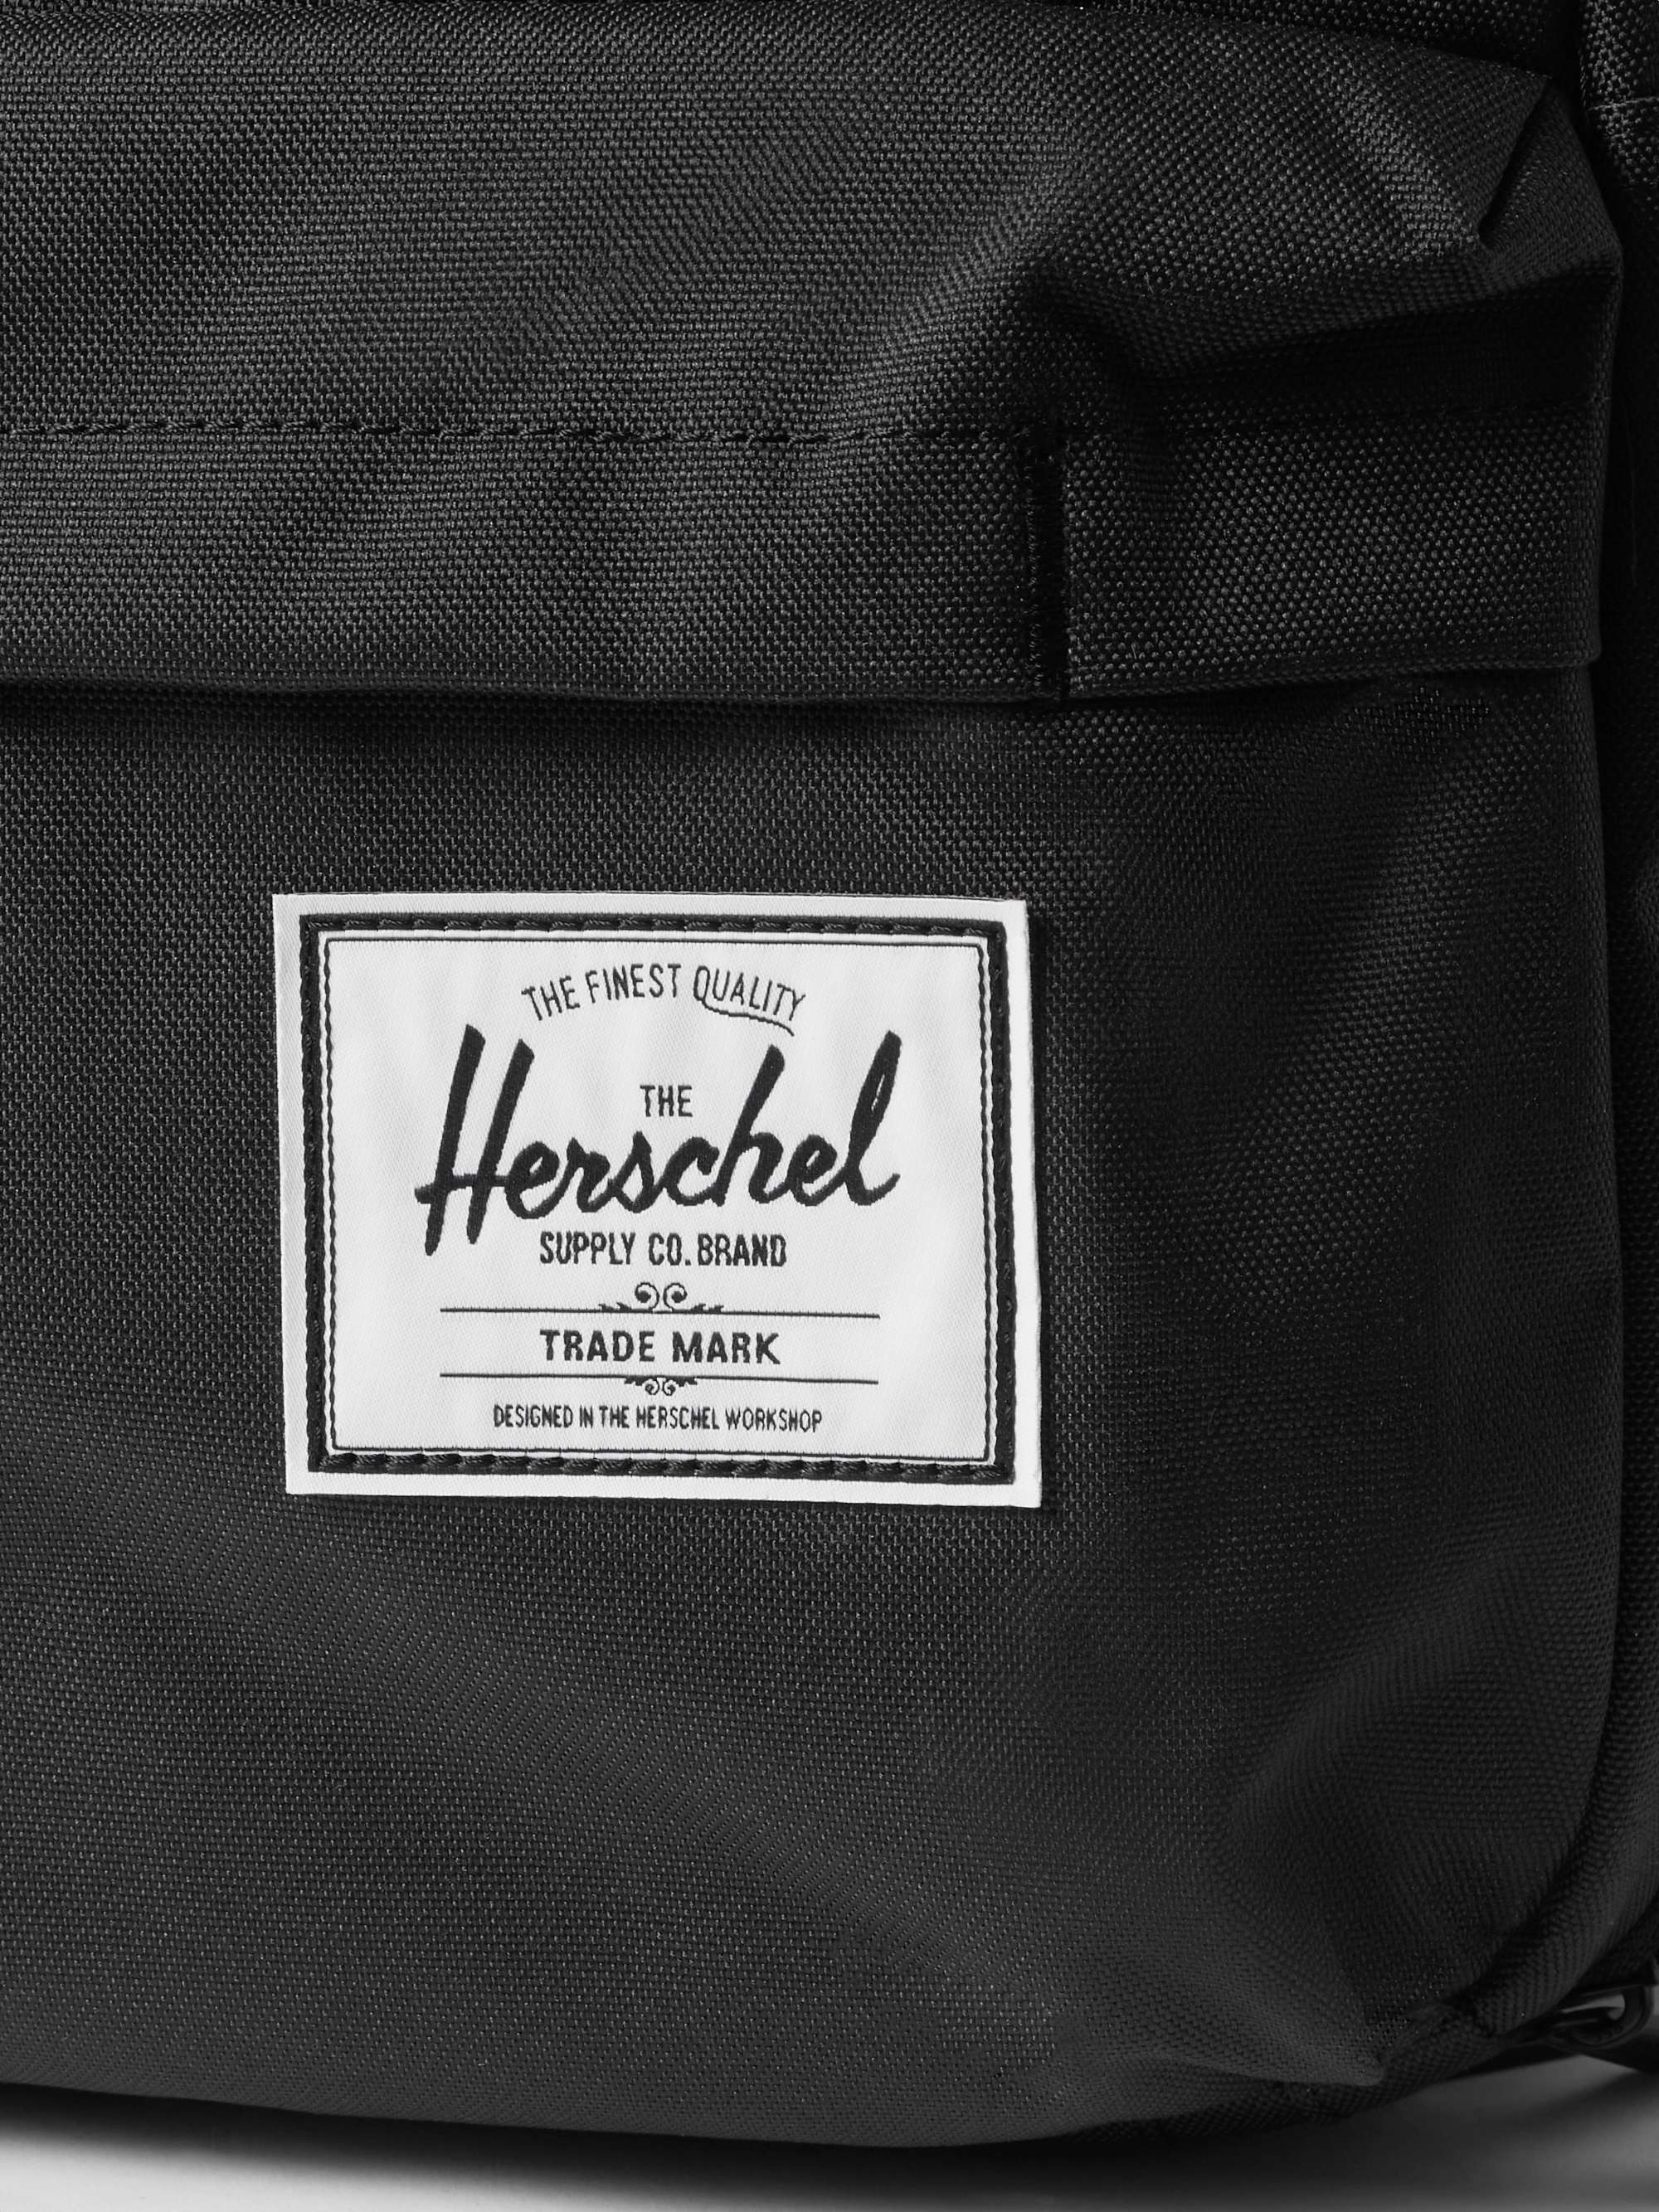 THE FINEST QUALITY
THE
Herschel
SUPPLY CO. BRAND
TRADE MARK
DESIGNED IN THE HERSCHEL WORKSHOP